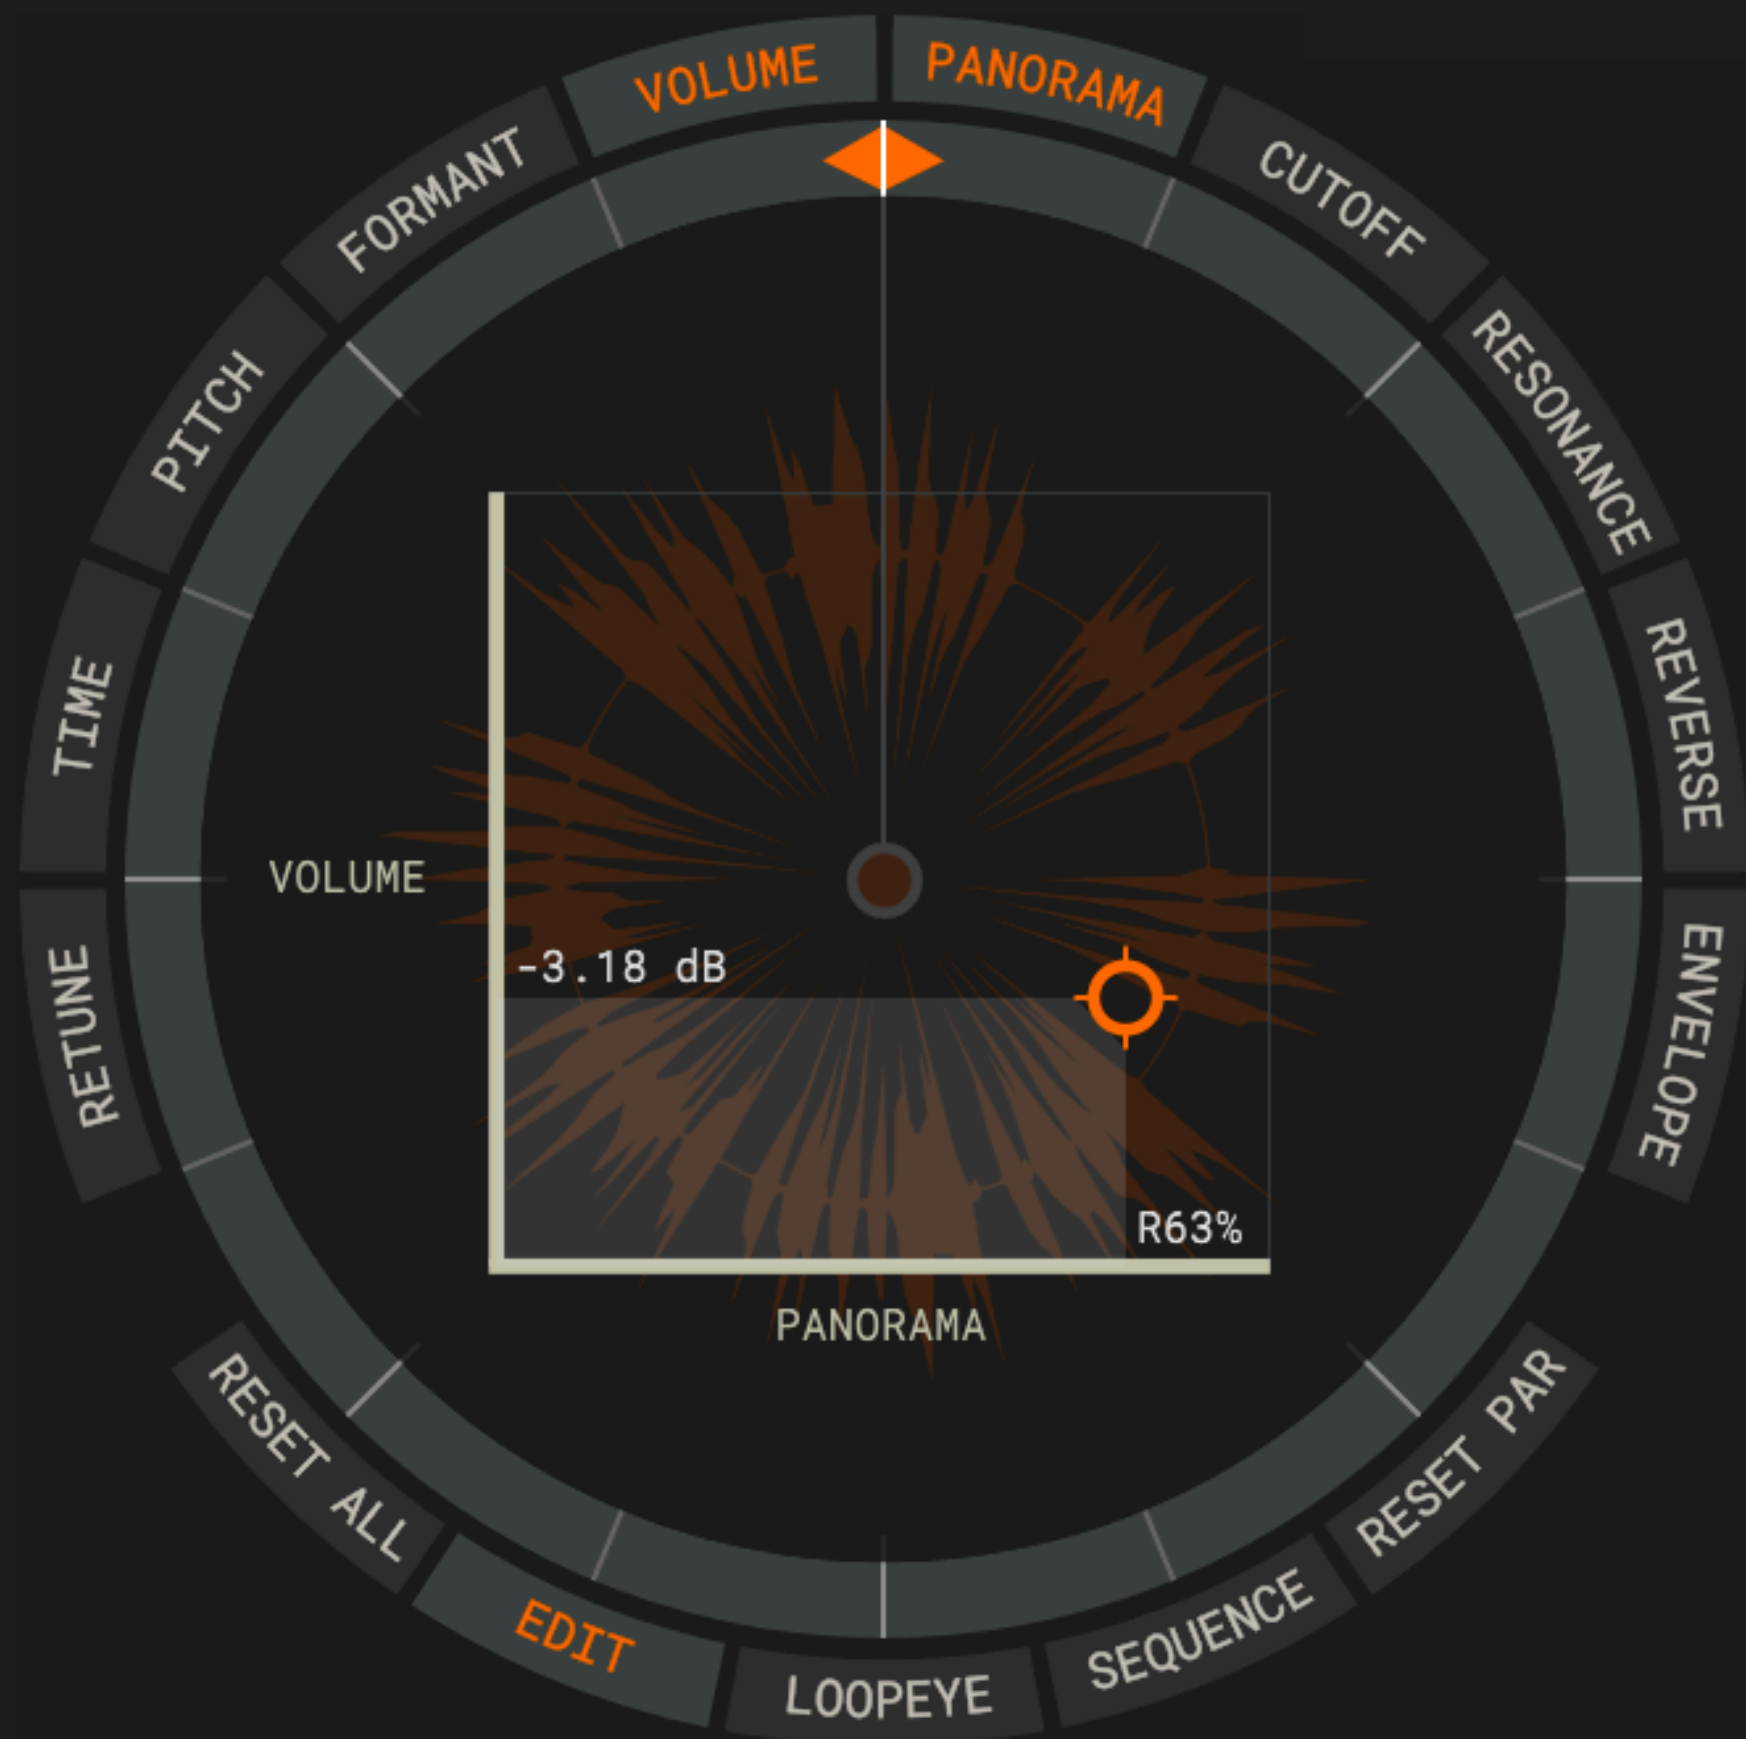 VOLUME
PANORAMA
FORMANT
CUTOFF
PITCH
RESONANCE
TIME
REVERSE
VOLUME
-3.18 dB
RETUNE
ENVELOPE
R63%
PANORAMA
RESET ALL
RESET PAR
EDIT
SEQUENCE
LOOPEYE